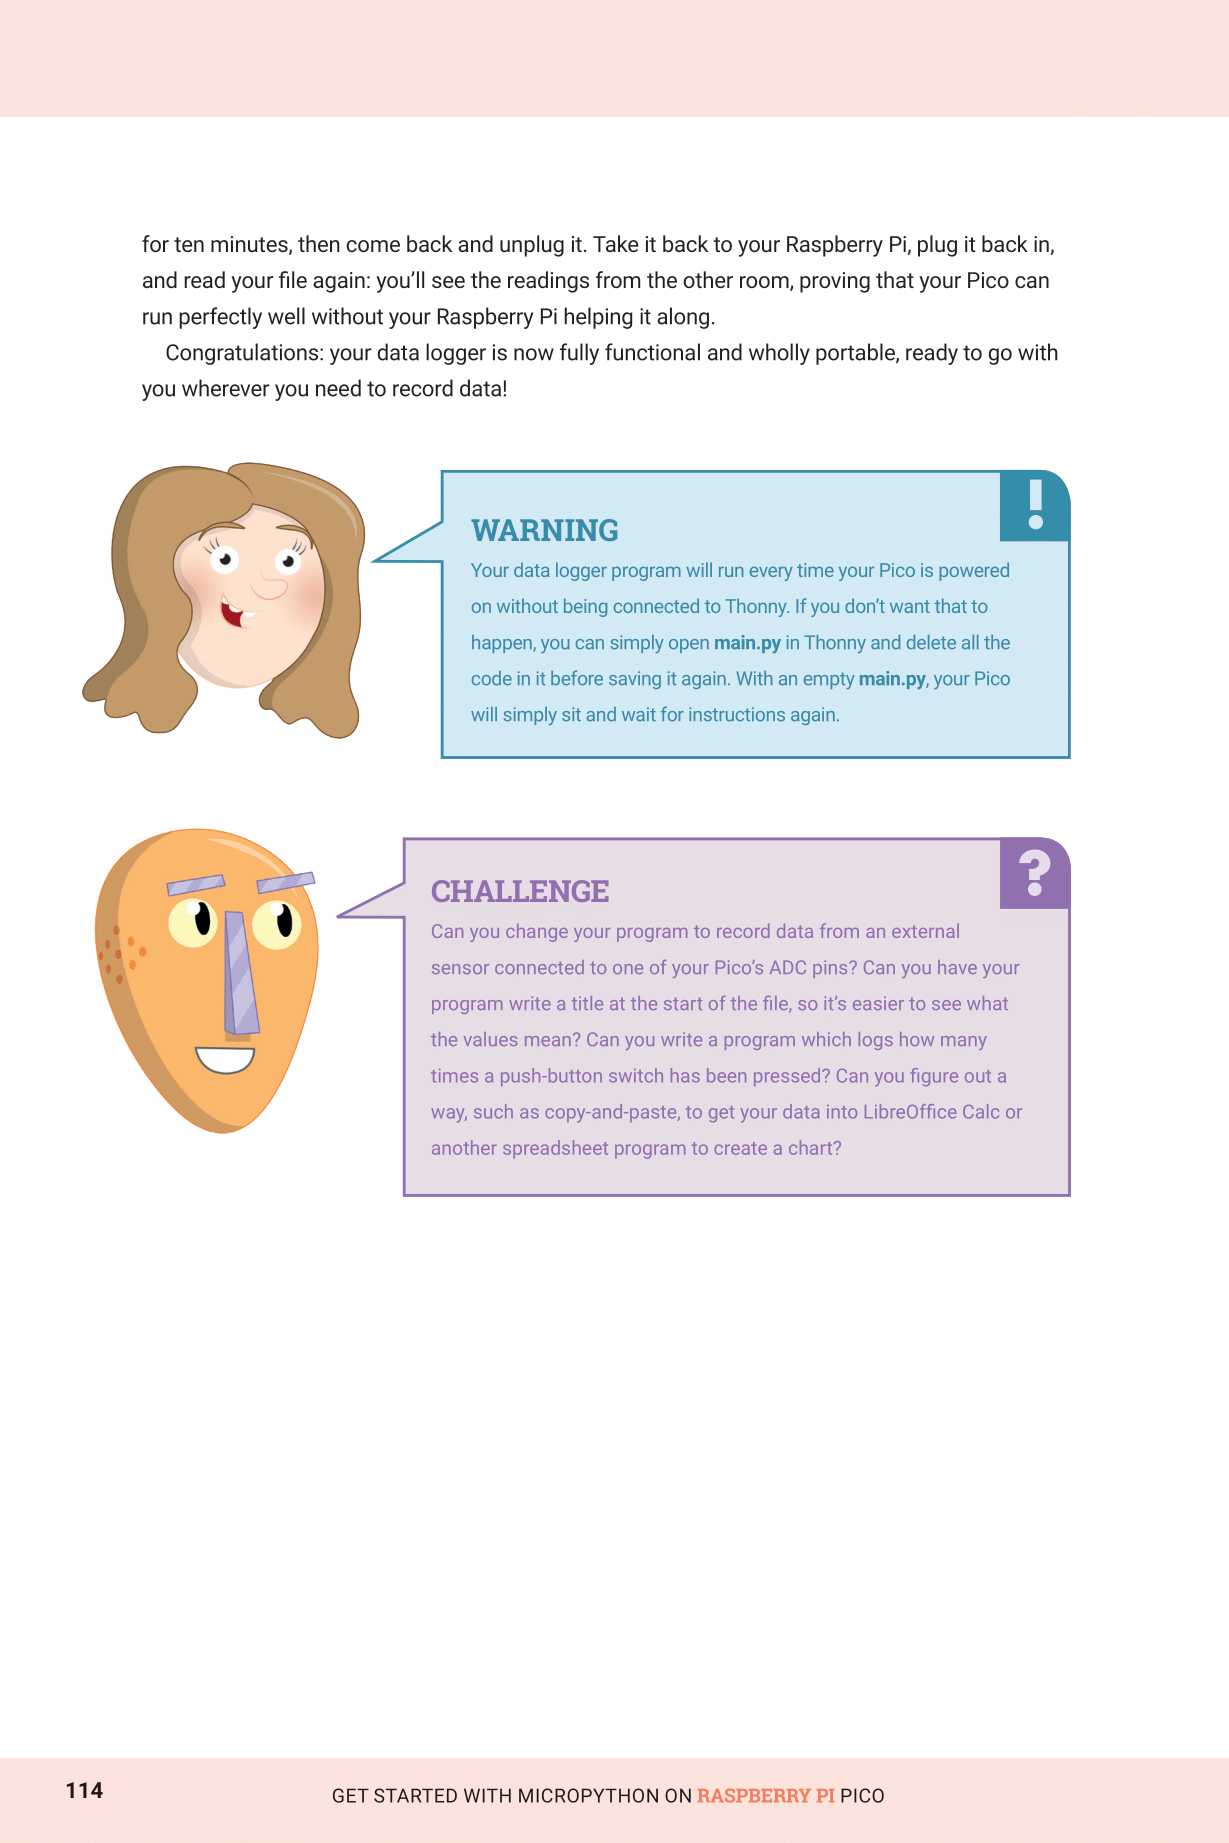 for ten minutes, then come back and unplug it. Take it back to your Raspberry Pi, plug it back in,
and read your file again: you’ll see the readings from the other room, proving that your Pico can
run perfectly well without your Raspberry Pi helping it along.
Congratulations: your data logger is now fully functional and wholly portable, ready to go with
you wherever you need to record data!
!
WARNING
Your data logger program will run every time your Pico is powered
on without being connected to Thonny. If you don’t want that to
happen, you can simply open main.py in Thonny and delete all the
code in it before saving it again. With an empty main.py, your Pico
will simply sit and wait for instructions again.
?
CHALLENGE
Can you change your program to record data from an external
sensor connected to one of your Pico’s ADC pins? Can you have your
program write a title at the start of the file, so it’s easier to see what
the values mean? Can you write a program which logs how many
times a push-button switch has been pressed? Can you figure out a
way, such as copy-and-paste, to get your data into LibreOffice Calc or
another spreadsheet program to create a chart?
114
GET STARTED WITH MICROPYTHON ON RASPBERRY PI PICO